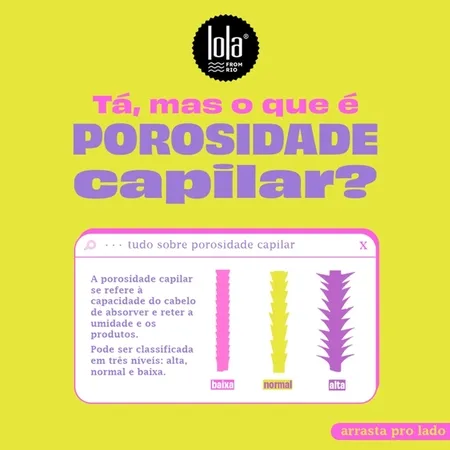 lola®
FROM
RIO
Tá, mas o que é
POROSIDADE
capilar?
··· tudo sobre porosidade capilar X
A porosidade capilar
se refere à
capacidade do cabelo
de absorver e reter a
umidade e os
produtos.
Pode ser classificada
em três níveis: alta,
normal e baixa.
baixa normal alta
arrasta pro lado